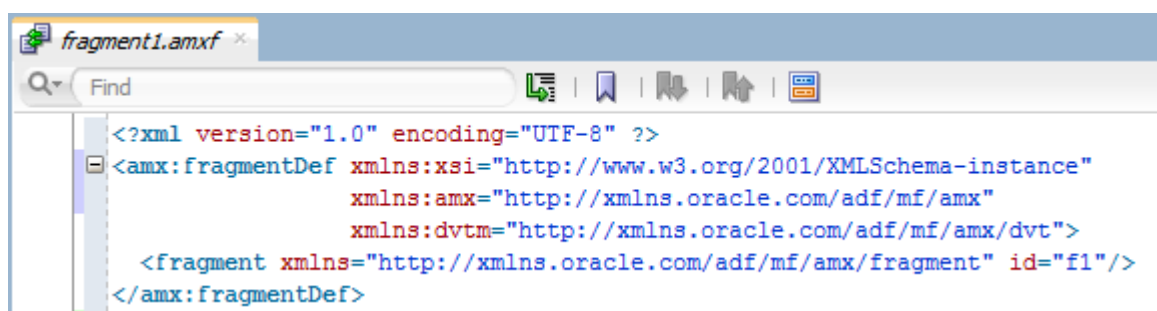 fragment1.amxf
Find
<?xml version="1.0" encoding="UTF-8" ?>
<amx:fragmentDef xmlns:xsi="http://www.w3.org/2001/XMLSchema-instance"
xmlns:amx="http://xmlns.oracle.com/adf/mf/amx"
xmlns:dvtm="http://xmlns.oracle.com/adf/mf/amx/dvt">
<fragment xmlns="http://xmlns.oracle.com/adf/mf/amx/fragment" id="f1"/>
</amx:fragmentDef>